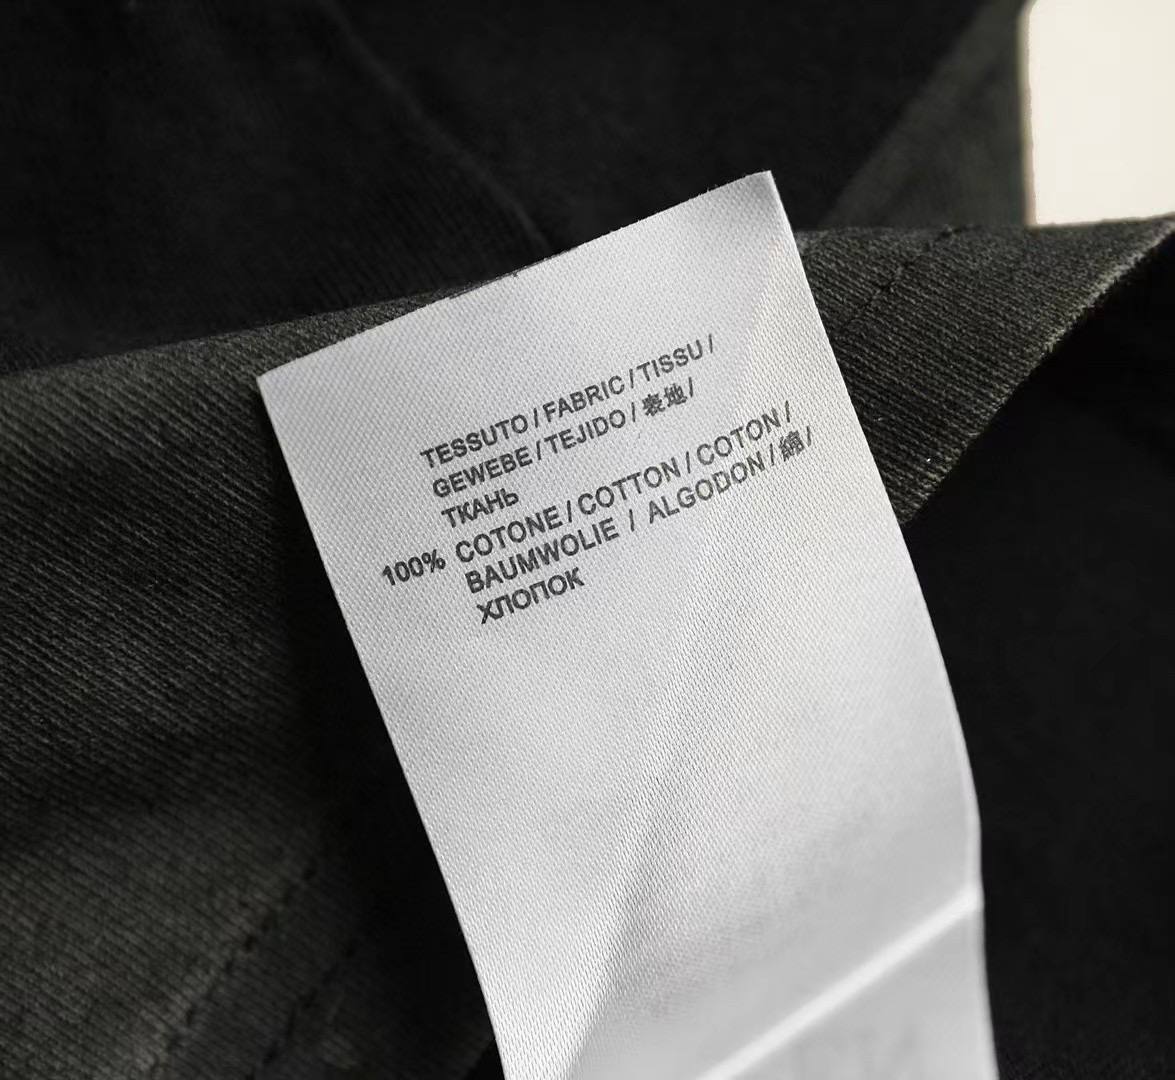 TESSUTO / FABRIC / TISSU /
GEWEBE / TEJIDO / 表地 /
ТКАНЬ
100% COTONE / COTTON / COTON /
BAUMWOLIE / ALGODON / 綿 /
ХЛОПОК